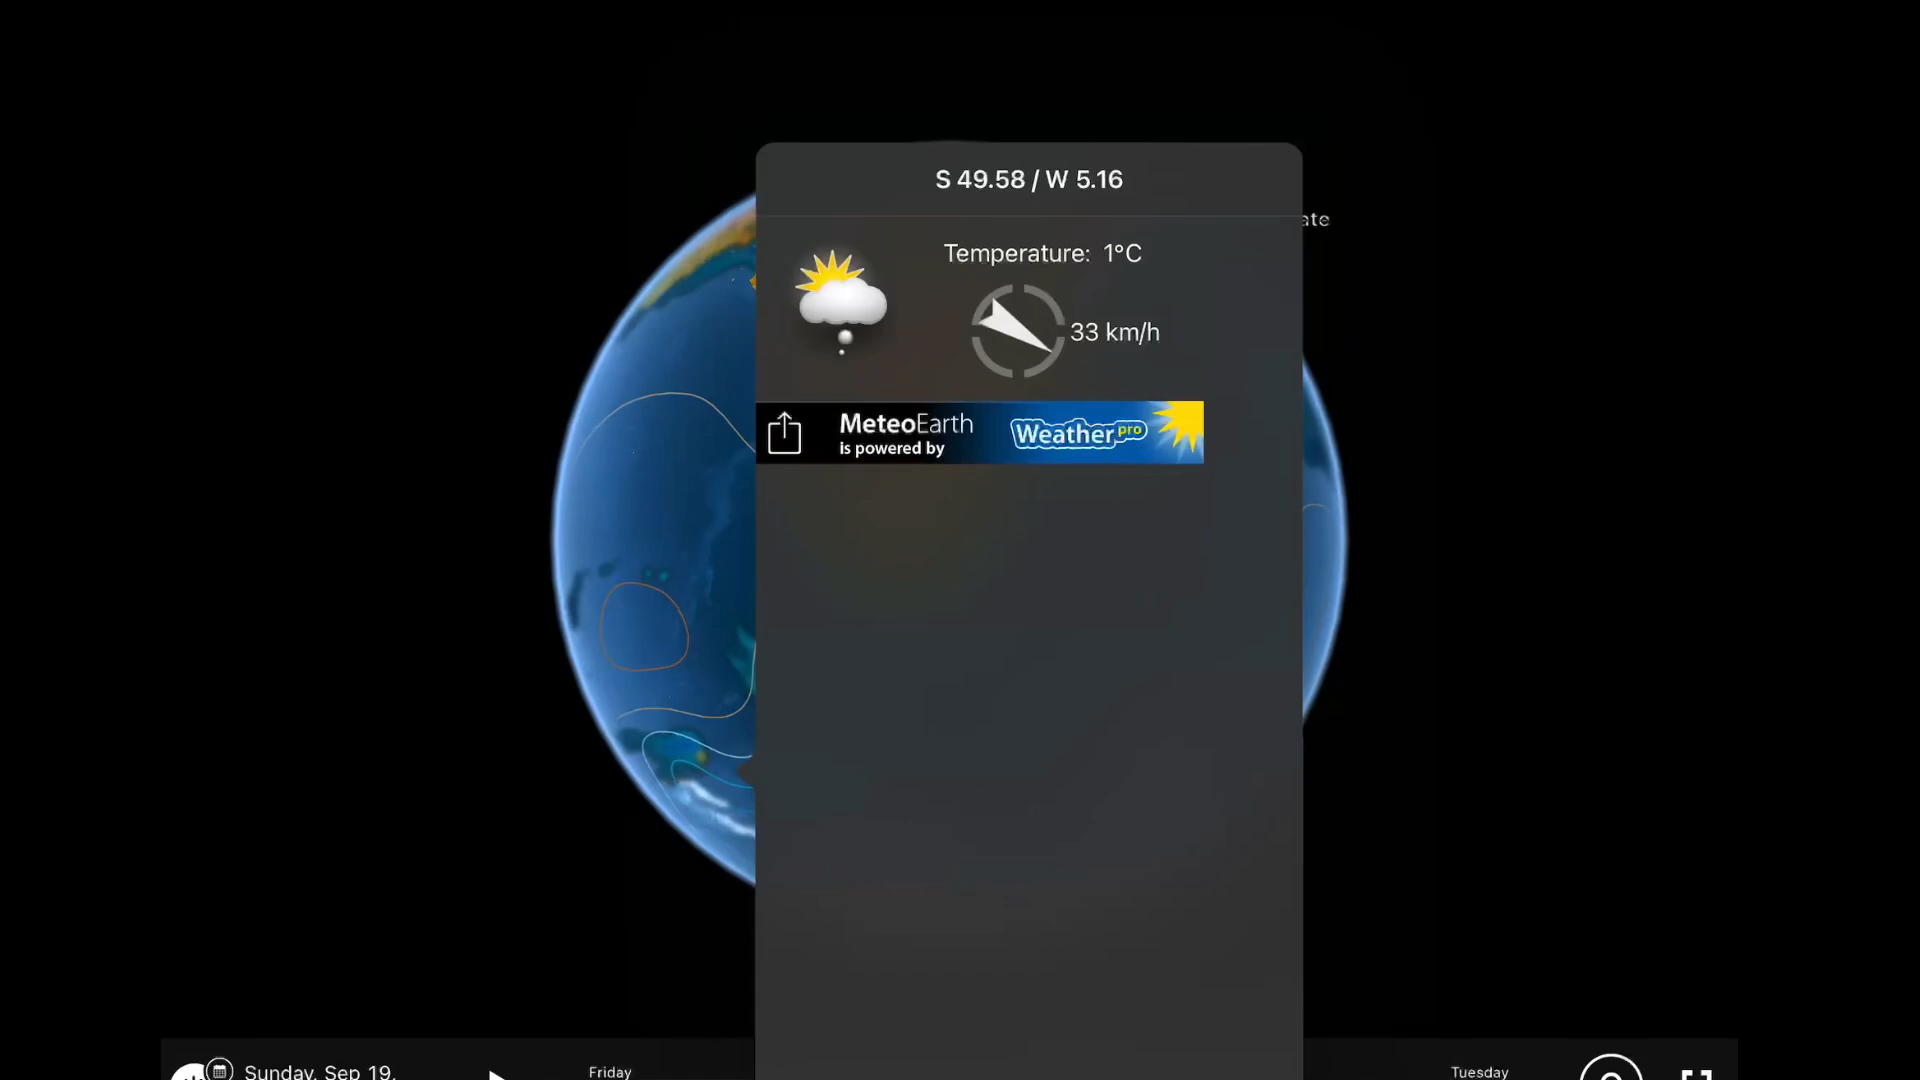 S 49.58 / W 5.16
ate
Temperature: 1°C
33 km/h
MeteoEarth
is powered by
Weather pro
Sunday, Sep 19,
Friday
Tuesday